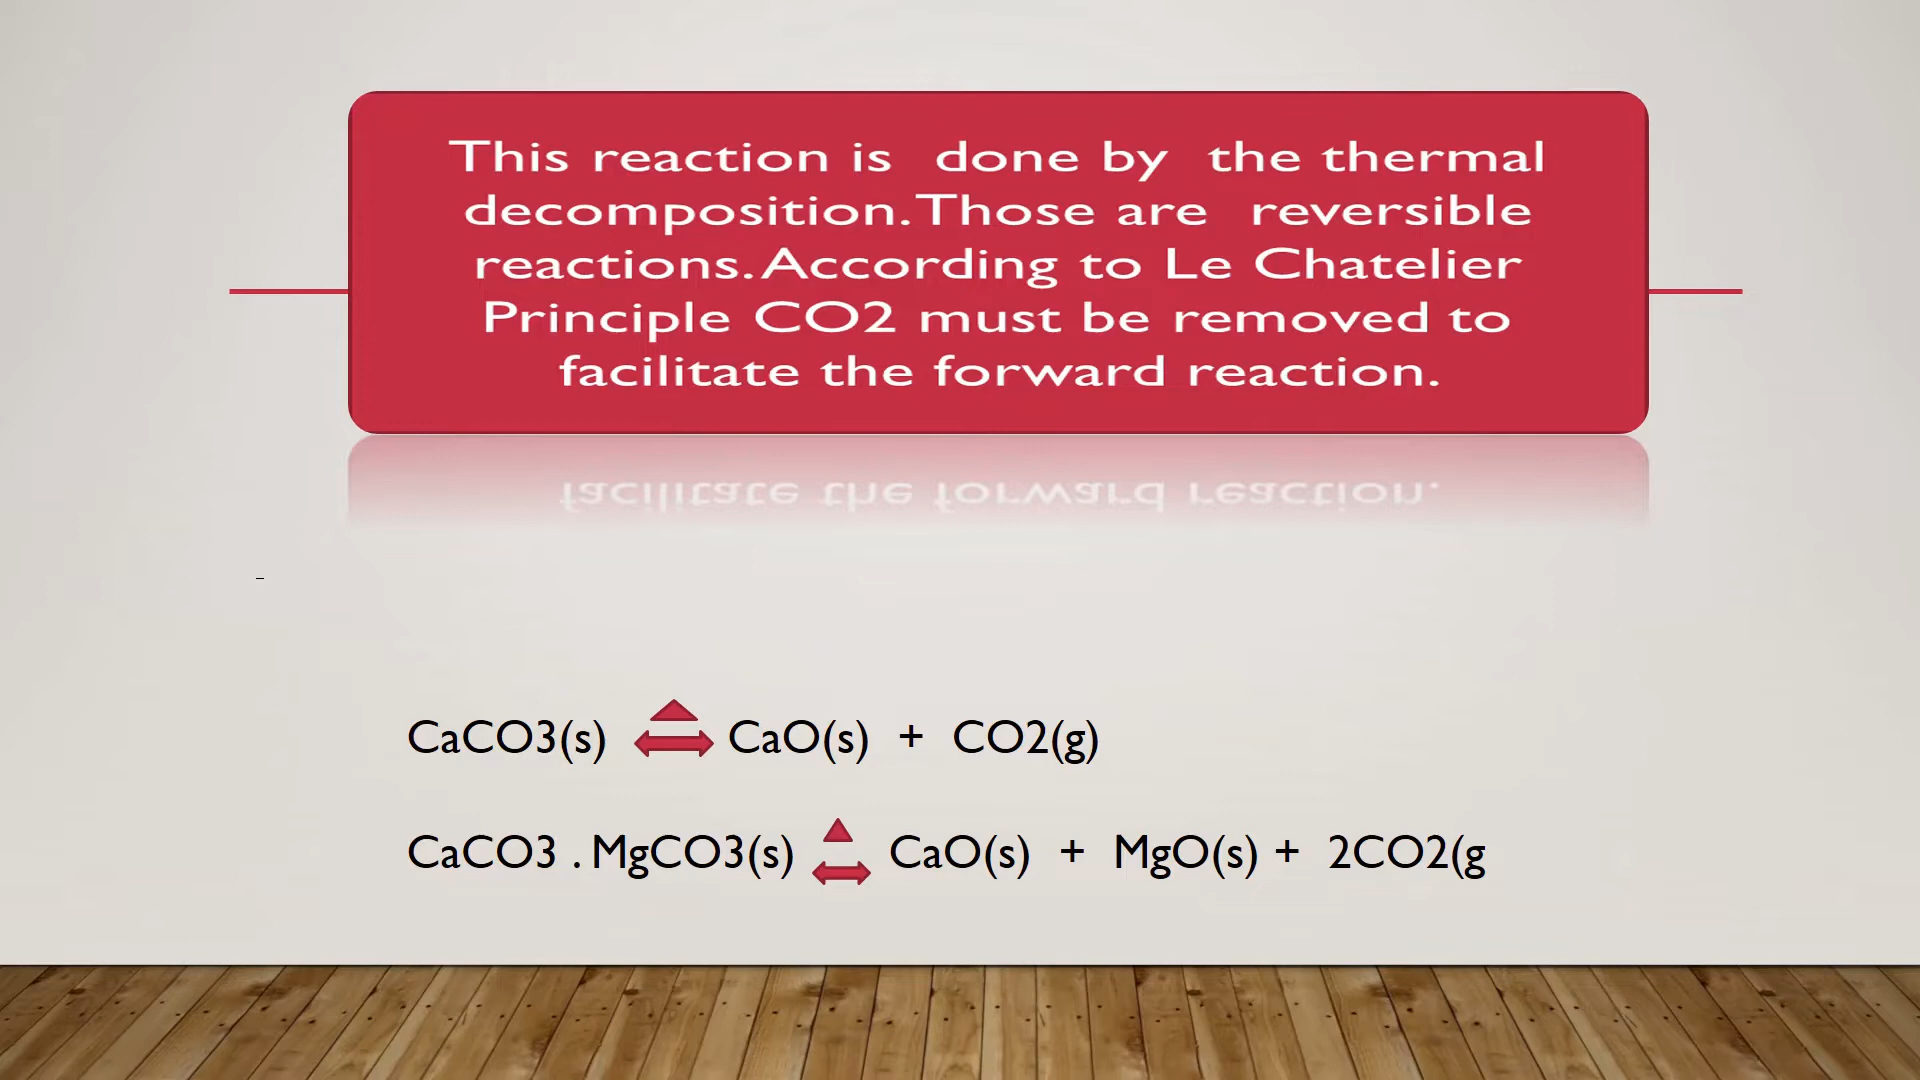 This reaction is done by the thermal
decomposition. Those are reversible
reactions. According to Le Chatelier
Principle CO2 must be removed to
facilitate the forward reaction.
CaCO3(s) CaO(s) + CO2(g)
CaCO3 . MgCO3(s) CaO(s) + MgO(s) + 2CO2(g